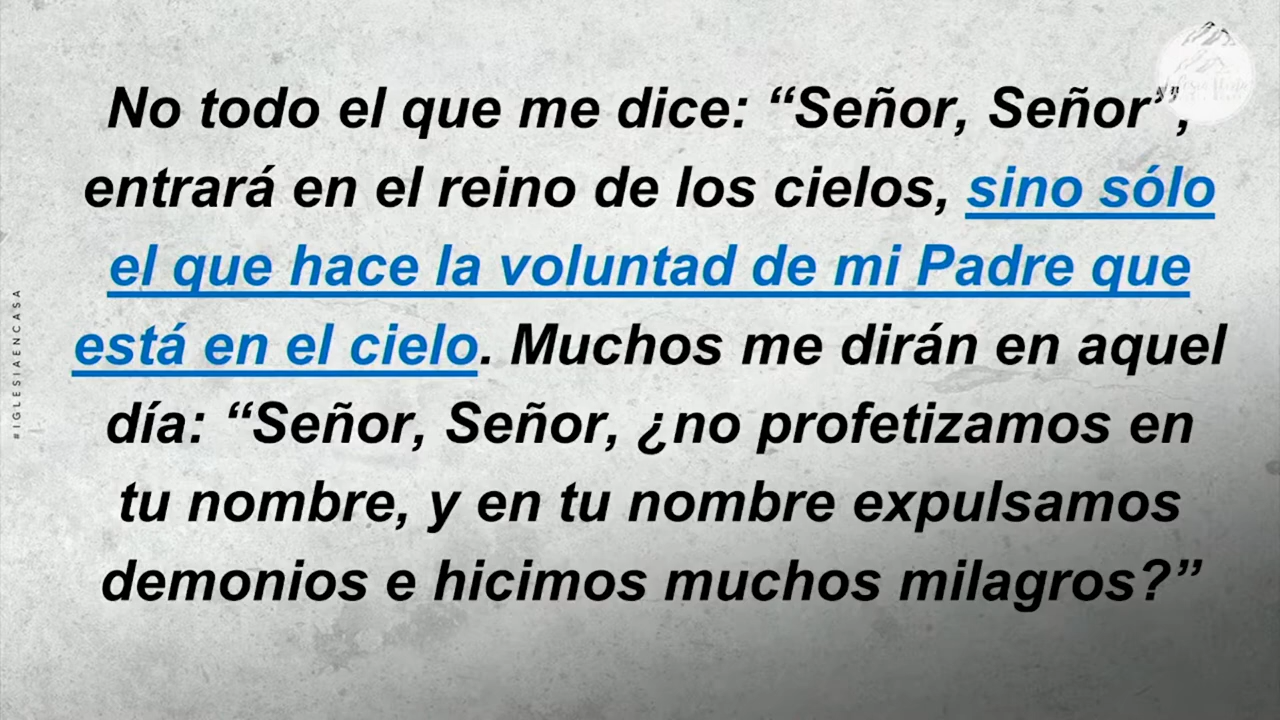 No todo el que me dice: “Señor, Señor”,
entrará en el reino de los cielos, sino sólo
el que hace la voluntad de mi Padre que
está en el cielo. Muchos me dirán en aquel
día: “Señor, Señor, ¿no profetizamos en
tu nombre, y en tu nombre expulsamos
demonios e hicimos muchos milagros?”
#IGLESIAENCASA